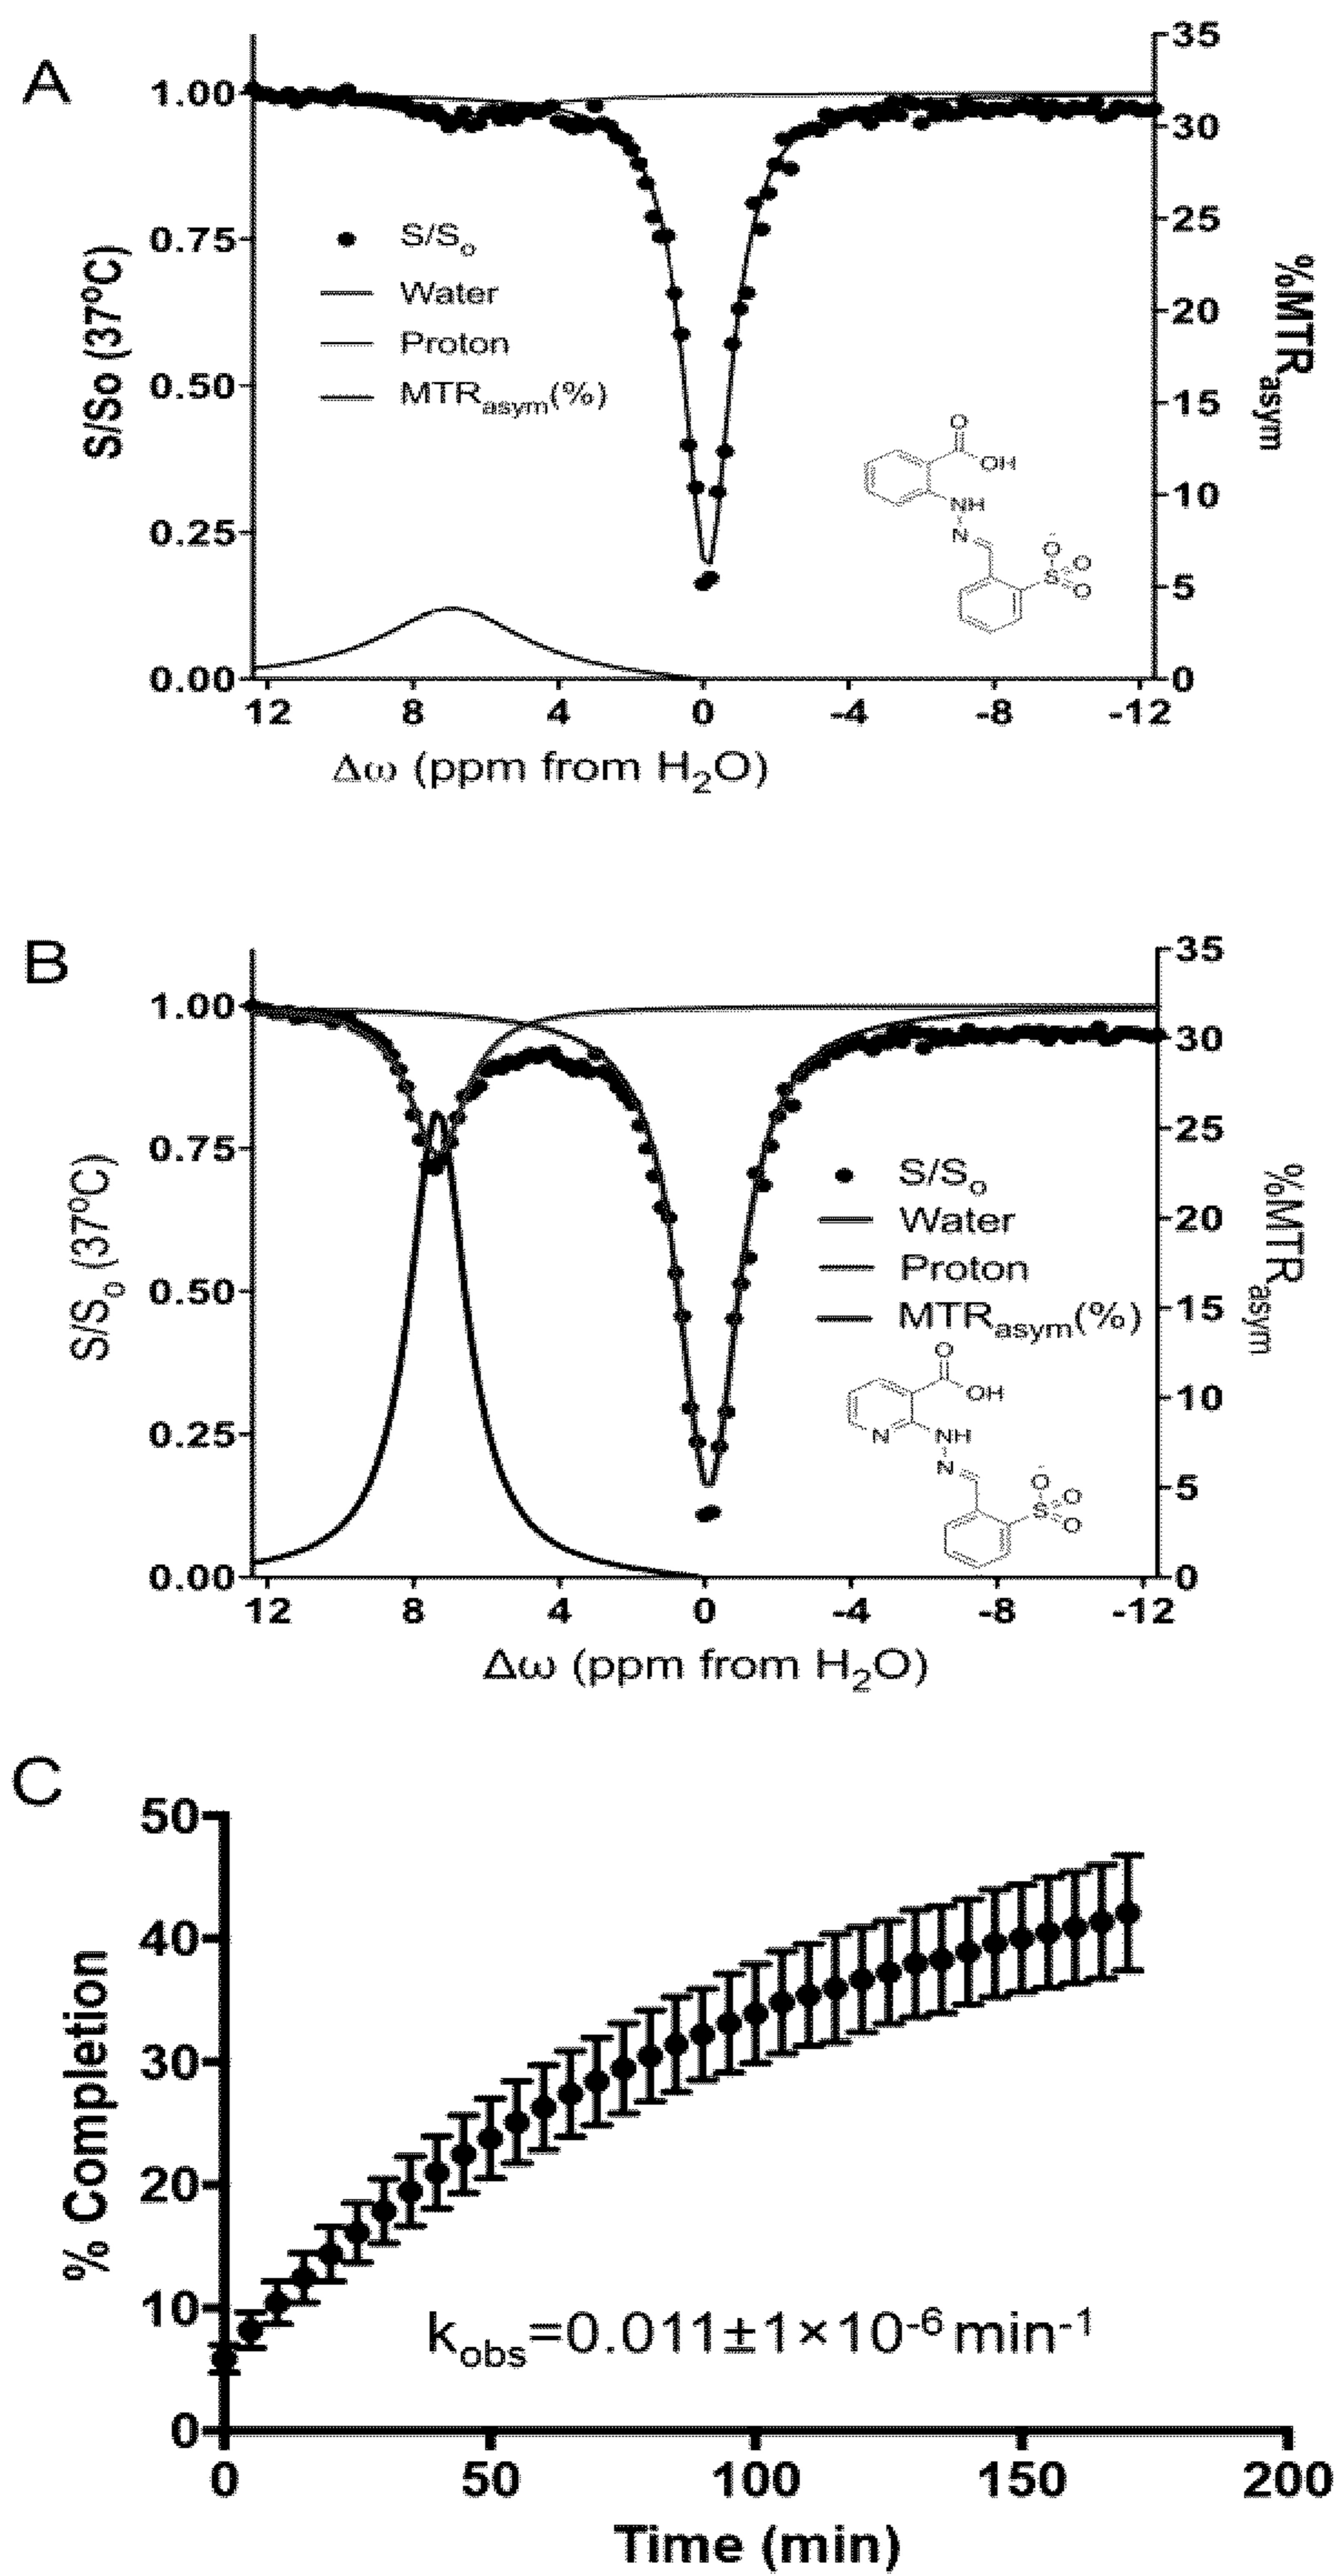 A
35
1.00
30
25
0.75
S/S₀
Water
Proton
MTRasym(%)
20
0.50
15
10
0.25
5
0.00
0
12 8 4 0 -4 -8 -12
S/So (37ºC)
%MTRasym
O
OH
NH
N
O-
S
O
O
Δω (ppm from H₂O)
B
35
1.00
30
25
0.75
S/S₀
Water
Proton
MTRasym(%)
20
0.50
15
10
0.25
5
0.00
0
12 8 4 0 -4 -8 -12
S/S₀ (37ºC)
%MTRasym
O
OH
N
NH
N
O-
S
O
O
Δω (ppm from H₂O)
C
50
40
30
20
10
0
% Completion
kobs=0.011±1×10⁻⁶ min⁻¹
0 50 100 150 200
Time (min)